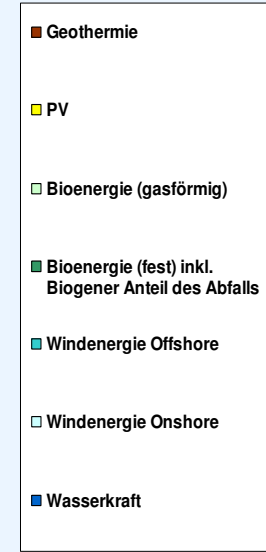 Geothermie
PV
Bioenergie (gasförmig)
Bioenergie (fest) inkl.
Biogener Anteil des Abfalls
Windenergie Offshore
Windenergie Onshore
Wasserkraft